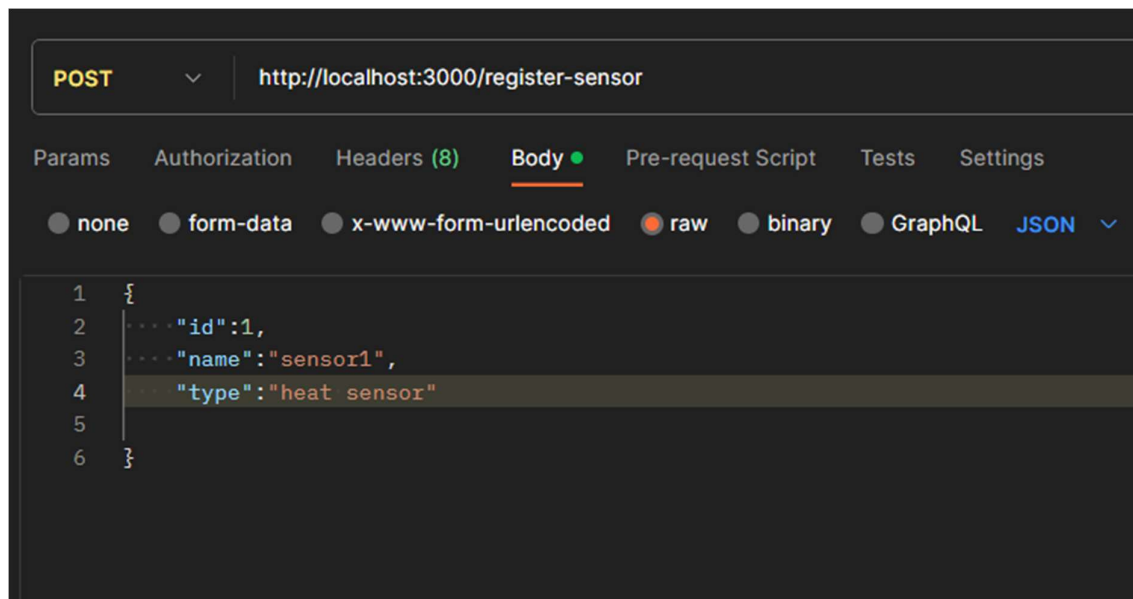 POST http://localhost:3000/register-sensor
Params Authorization Headers (8) Body Pre-request Script Tests Settings
none form-data x-www-form-urlencoded raw binary GraphQL JSON
1 {
2 "id":1,
3 "name":"sensor1",
4 "type":"heat sensor"
5
6 }